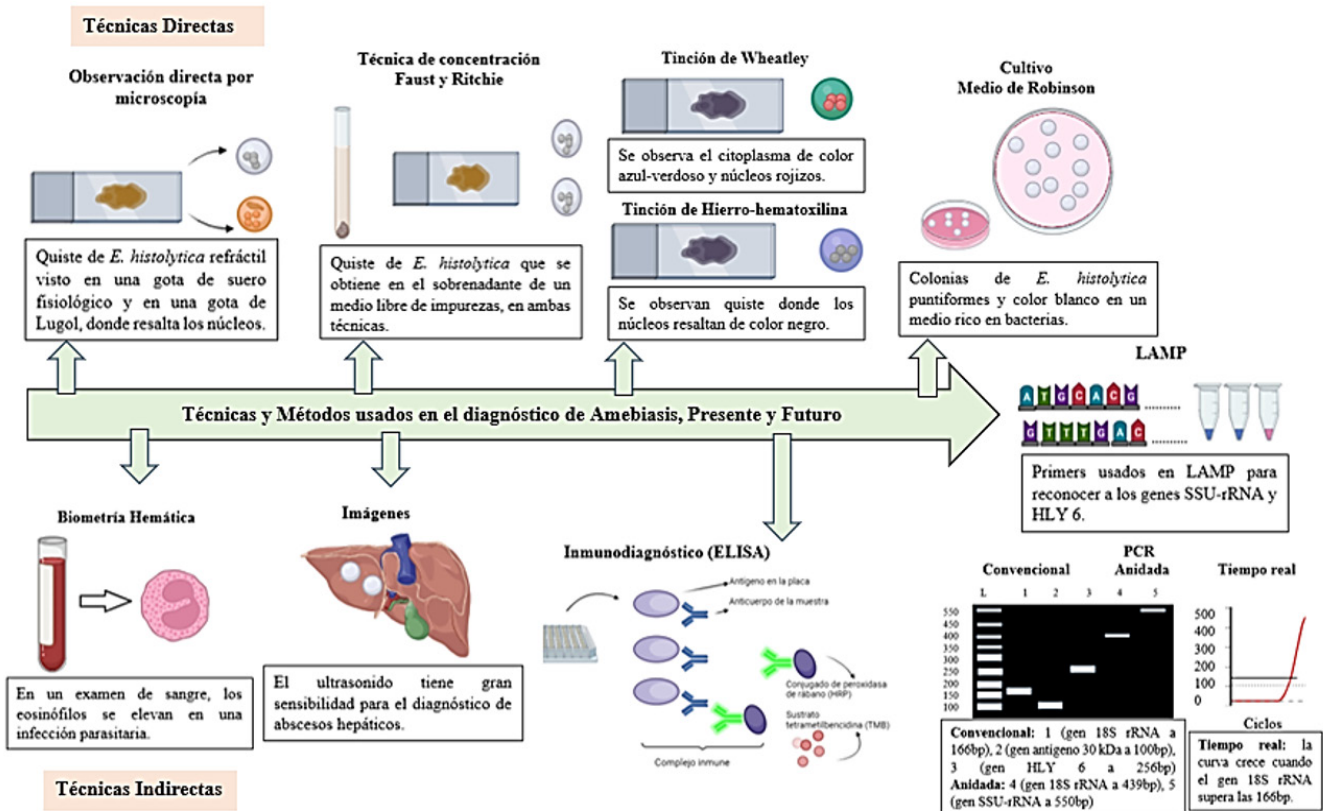 Técnicas Directas
Observación directa por
microscopía
Quiste de E. histolytica refráctil
visto en una gota de suero
fisiológico y en una gota de
Lugol, donde resalta los núcleos.
Técnica de concentración
Faust y Ritchie
Quiste de E. histolytica que se
obtiene en el sobrenadante de un
medio libre de impurezas, en ambas
técnicas.
Tinción de Wheatley
Se observa el citoplasma de color
azul-verdoso y núcleos rojizos.
Tinción de Hierro-hematoxilina
Se observan quiste donde los
núcleos resaltan de color negro.
Cultivo
Medio de Robinson
Colonias de E. histolytica
puntiformes y color blanco en un
medio rico en bacterias.
Técnicas y Métodos usados en el diagnóstico de Amebiasis, Presente y Futuro
LAMP
A T G C A C G ..........
G T T T G A C ..........
Primers usados en LAMP para
reconocer a los genes SSU-rRNA y
HLY 6.
Biometría Hemática
En un examen de sangre, los
eosinófilos se elevan en una
infección parasitaria.
Imágenes
El ultrasonido tiene gran
sensibilidad para el diagnóstico de
abscesos hepáticos.
Inmunodiagnóstico (ELISA)
Antígeno en la placa
Anticuerpo de la muestra
Conjugado de peroxidasa
de rábano (HRP)
Sustrato
tetrametilbencidina (TMB)
Complejo inmune
PCR
Convencional
Anidada
Tiempo real
L 1 2 3 4 5
550
450
400
350
300
250
200
150
100
500
400
300
200
100
0
Ciclos
Convencional: 1 (gen 18S rRNA a
166bp), 2 (gen antígeno 30 kDa a 100bp),
3 (gen HLY 6 a 256bp)
Anidada: 4 (gen 18S rRNA a 439bp), 5
(gen SSU-rRNA a 550bp)
Tiempo real: la
curva crece cuando
el gen 18S rRNA
supera las 166bp.
Técnicas Indirectas